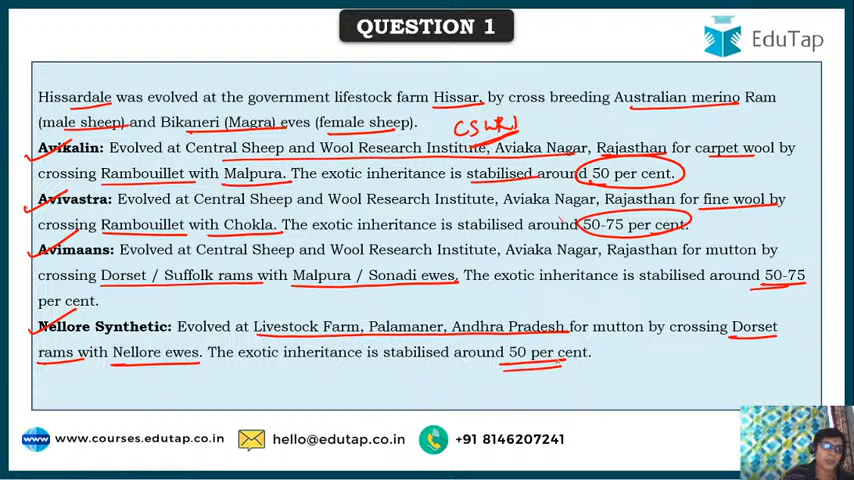 QUESTION 1
EduTap
Hissardale was evolved at the government lifestock farm Hissar, by cross breeding Australian merino Ram
(male sheep) and Bikaneri (Magra) eves (female sheep).
CSWRI
Avikalin: Evolved at Central Sheep and Wool Research Institute, Aviaka Nagar, Rajasthan for carpet wool by
crossing Rambouillet with Malpura. The exotic inheritance is stabilised around 50 per cent.
Avivastra: Evolved at Central Sheep and Wool Research Institute, Aviaka Nagar, Rajasthan for fine wool by
crossing Rambouillet with Chokla. The exotic inheritance is stabilised around 50-75 per cent.
Avimaans: Evolved at Central Sheep and Wool Research Institute, Aviaka Nagar, Rajasthan for mutton by
crossing Dorset / Suffolk rams with Malpura / Sonadi ewes. The exotic inheritance is stabilised around 50-75
per cent.
Nellore Synthetic: Evolved at Livestock Farm, Palamaner, Andhra Pradesh for mutton by crossing Dorset
rams with Nellore ewes. The exotic inheritance is stabilised around 50 per cent.
www.courses.edutap.co.in hello@edutap.co.in +91 8146207241